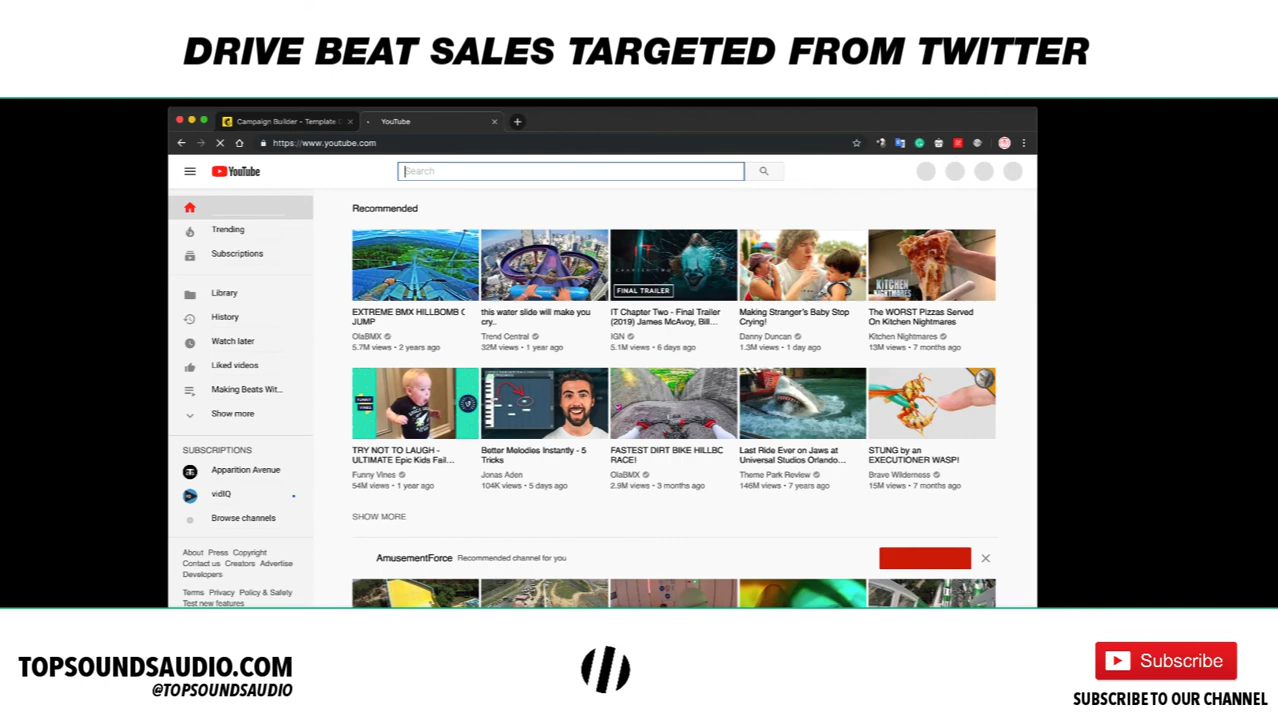 DRIVE BEAT SALES TARGETED FROM TWITTER
Campaign Builder - Template
YouTube
https://www.youtube.com
YouTube
Search
Recommended
Trending
Subscriptions
Library
History
Watch later
Liked videos
Making Beats Wit...
Show more
SUBSCRIPTIONS
Apparition Avenue
vidIQ
Browse channels
About Press Copyright
Contact us Creators Advertise
Developers
Terms Privacy Policy & Safety
Test new features
EXTREME BMX HILLBOMB
JUMP
OlaBMX
5.7M views • 2 years ago
this water slide will make you
cry..
Trend Central
32M views • 1 year ago
CHAPTER TWO
FINAL TRAILER
IT Chapter Two - Final Trailer
(2019) James McAvoy, Bill...
IGN
5.1M views • 6 days ago
Making Stranger's Baby Stop
Crying!
Danny Duncan
1.3M views • 1 day ago
KITCHEN
NIGHTMARES
The WORST Pizzas Served
On Kitchen Nightmares
Kitchen Nightmares
13M views • 7 months ago
FUNNY
VINES
TRY NOT TO LAUGH -
ULTIMATE Epic Kids Fail...
Funny Vines
54M views • 1 year ago
Better Melodies Instantly - 5
Tricks
Jonas Aden
104K views • 5 days ago
FASTEST DIRT BIKE HILLBC
RACE!
OlaBMX
2.9M views • 3 months ago
Last Ride Ever on Jaws at
Universal Studios Orlando...
Theme Park Review
146M views • 7 years ago
STUNG by an
EXECUTIONER WASP!
Brave Wilderness
15M views • 7 months ago
SHOW MORE
AmusementForce Recommended channel for you
TOPSOUNDSAUDIO.COM
@TOPSOUNDSAUDIO
Subscribe
SUBSCRIBE TO OUR CHANNEL